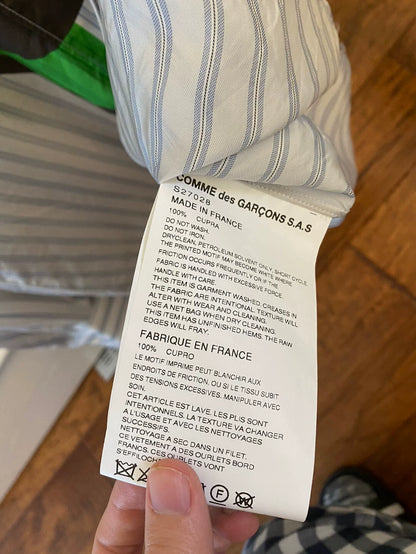 COMME des GARÇONS S.A.S
S27028
MADE IN FRANCE
100% CUPRA
DO NOT WASH.
DO NOT IRON.
DRYCLEAN, PETROLEUM SOLVENT ONLY, SHORT CYCLE.
THE PRINTED MOTIF MAY BECOME WHITE WHERE
FRICTION OCCURES FREQUENTLY OR IF THE
FABRIC IS HANDLED WITH EXCESSIVE FORCE.
HANDLE WITH CARE.
THIS ITEM IS GARMENT WASHED. CREASES IN
THE FABRIC ARE INTENTIONAL. TEXTURE WILL
ALTER WITH WEAR AND CLEANING.
USE A NET BAG WHEN DRY CLEANING.
THIS ITEM HAS UNFINISHED HEMS. THE RAW
EDGES WILL FRAY.
FABRIQUE EN FRANCE
100% CUPRO
LE MOTIF IMPRIME PEUT BLANCHIR AUX
ENDROITS DE FRICTION, OU SI LE TISSU SUBIT
DES TENSIONS EXCESSIVES. MANIPULER AVEC
SOIN.
CET ARTICLE EST LAVE. LES PLIS SONT
INTENTIONNELS. LA TEXTURE VA CHANGER
A L'USAGE ET AVEC LES NETTOYAGES
SUCCESSIFS.
NETTOYAGE A SEC DANS UN FILET.
CE VETEMENT A DES OURLETS BORD
FRANCS. CES OURLETS VONT
S'EFFILOCHER
F
W